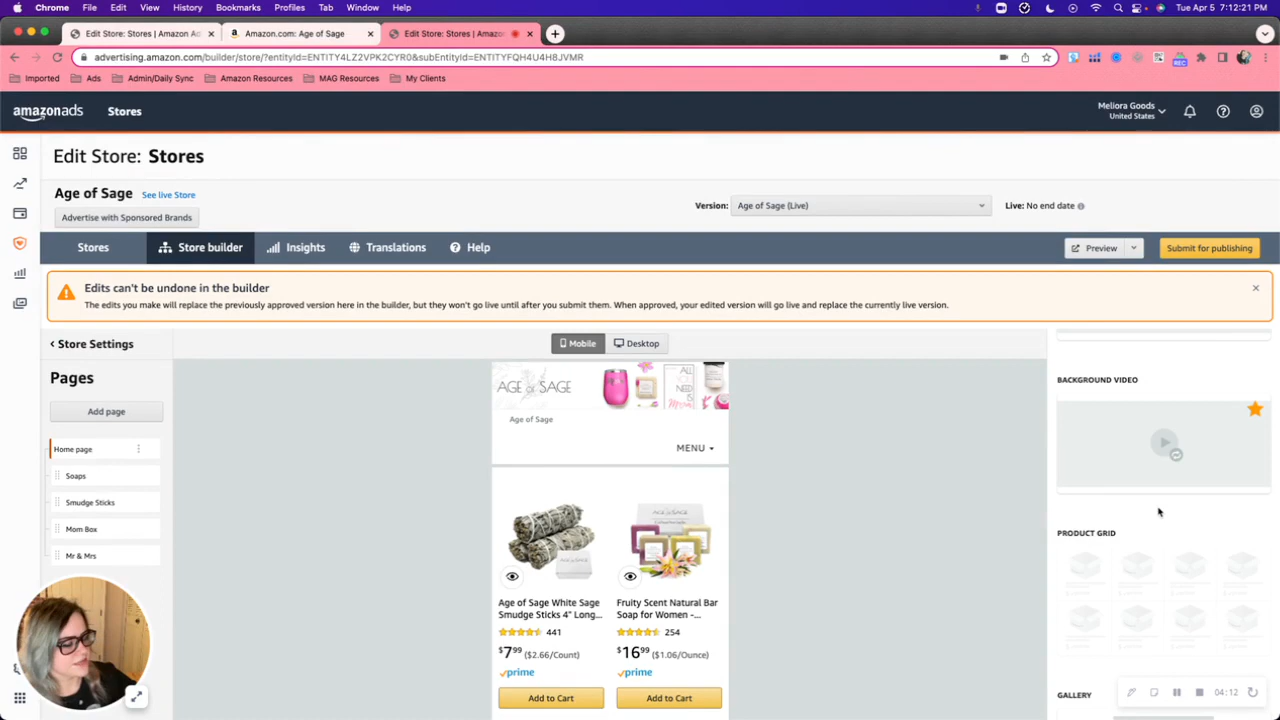 Chrome File Edit View History Bookmarks Profiles Tab Window Help Tue Apr 5 7:12:21 PM
Edit Store: Stores | Amazon Ad Amazon.com: Age of Sage Edit Store: Stores | Amazon
advertising.amazon.com/builder/store/?entityId=ENTITY4LZ2VPK2CYR0&subEntityId=ENTITYFQH4U4H8JVMR
REC
Imported Ads Admin/Daily Sync Amazon Resources MAG Resources My Clients
amazonads Stores Meliora Goods
United States
Edit Store: Stores
Age of Sage See live Store Version: Age of Sage (Live) Live: No end date
Advertise with Sponsored Brands
Stores Store builder Insights Translations Help Preview Submit for publishing
Edits can't be undone in the builder
The edits you make will replace the previously approved version here in the builder, but they won't go live until after you submit them. When approved, your edited version will go live and replace the currently live version.
Store Settings Mobile Desktop
Pages
Add page
Home page
Soaps
Smudge Sticks
Mom Box
Mr & Mrs
AGE of SAGE ALL YOU NEED IS Mom
Age of Sage
MENU
AGE of SAGE
Age of Sage White Sage
Smudge Sticks 4" Long...
441
$7.99 ($2.66/Count)
prime
Add to Cart
Fruity Scent Natural Bar
Soap for Women -...
254
$16.99 ($1.06/Ounce)
prime
Add to Cart
BACKGROUND VIDEO
PRODUCT GRID
GALLERY
04:12